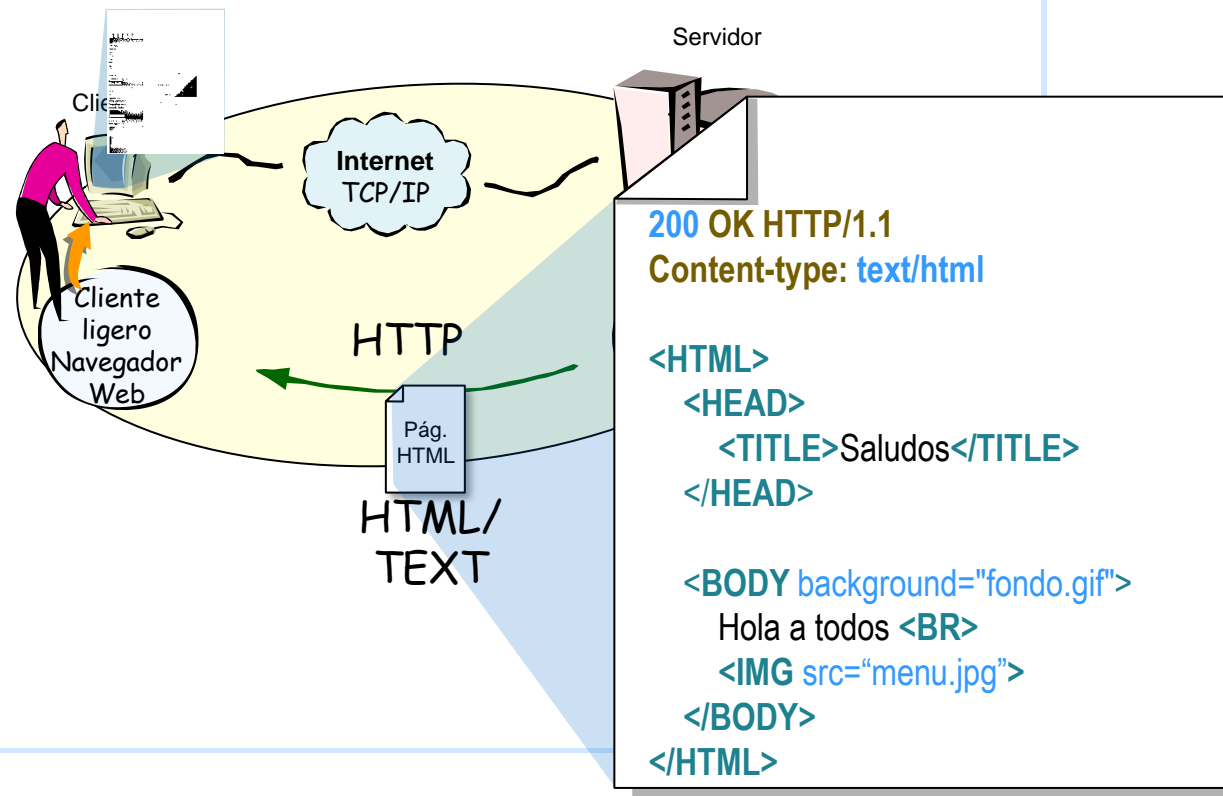 Servidor
Clie
Internet
TCP/IP
Cliente
ligero
Navegador
Web
HTTP
Pág.
HTML
HTML/
TEXT
200 OK HTTP/1.1
Content-type: text/html
<HTML>
<HEAD>
<TITLE>Saludos</TITLE>
</HEAD>
<BODY background="fondo.gif">
Hola a todos <BR>
<IMG src=“menu.jpg”>
</BODY>
</HTML>